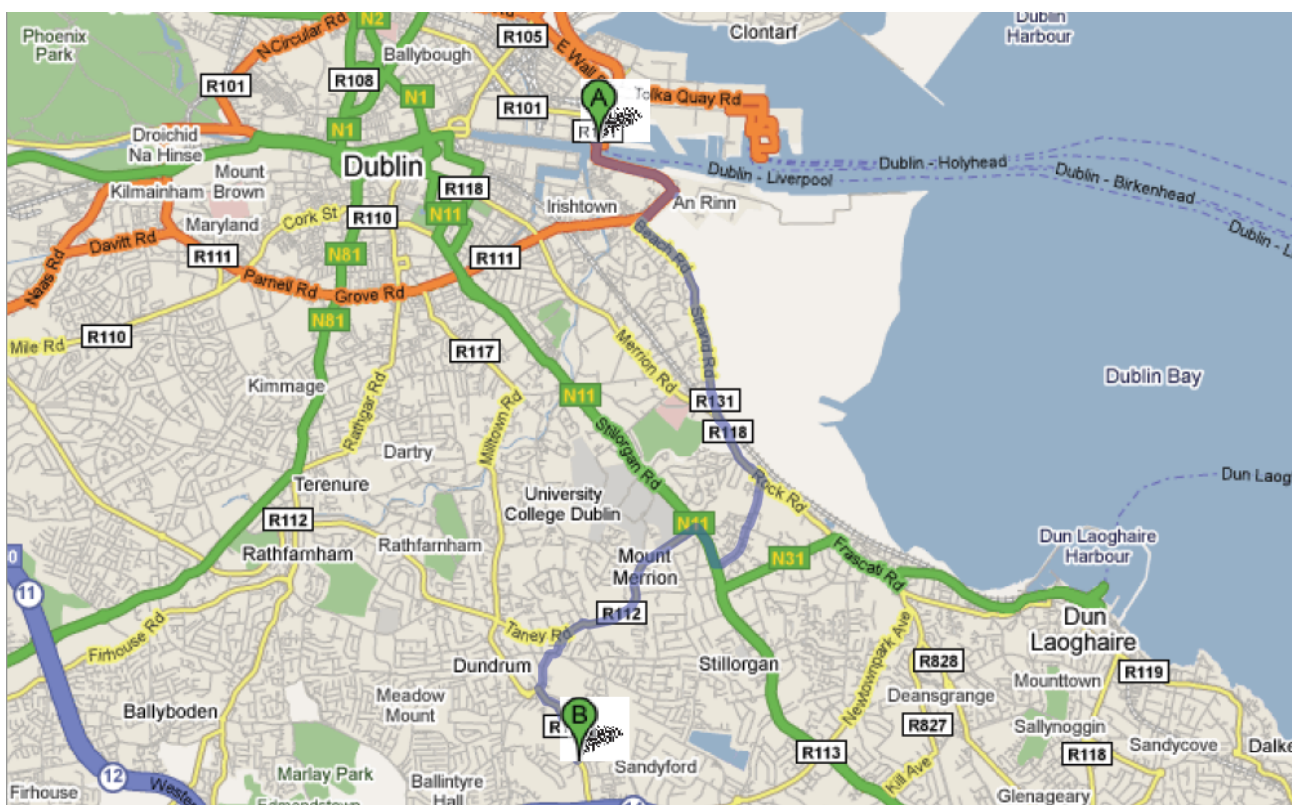 Phoenix
Park
N Circular Rd
N2
R105
E Wall
Clontarf
Dublin
Harbour
Ballybough
R101
R108
N1
R101
A
Tolka Quay Rd
Droichid
Na Hinse
N1
Dublin
Mount
Brown
Kilmainham
R118
Dublin - Liverpool
Dublin - Holyhead
Dublin - Birkenhead
Dublin - L
Cork St
R110
N11
Irishtown
An Rinn
Maryland
Davitt Rd
R111
N81
R111
Beach Rd
Naas Rd
Parnell Rd
Grove Rd
N81
Strand Rd
Mile Rd
R110
R117
Merrion Rd
Kimmage
Rathgar Rd
Milltown Rd
N11
R131
R118
Dublin Bay
Stillorgan Rd
Dartry
Terenure
Rock Rd
Dun Laog
University
College Dublin
R112
N11
Rathfarnham
Rathfarnham
Mount
Merrion
N31
Frascati Rd
Dun Laoghaire
Harbour
11
Firhouse Rd
R112
Taney Rd
Dun
Laoghaire
Dundrum
Stillorgan
Newtownpark Ave
R828
R119
Meadow
Mount
Mounttown
Deansgrange
Ballyboden
B
R827
Sallynoggin
R113
R118
Sandycove
Dalke
Sandyford
Kill Ave
12
Marlay Park
Ballintyre
Hall
Firhouse
Weste
Edmondstown
14
Glenageary